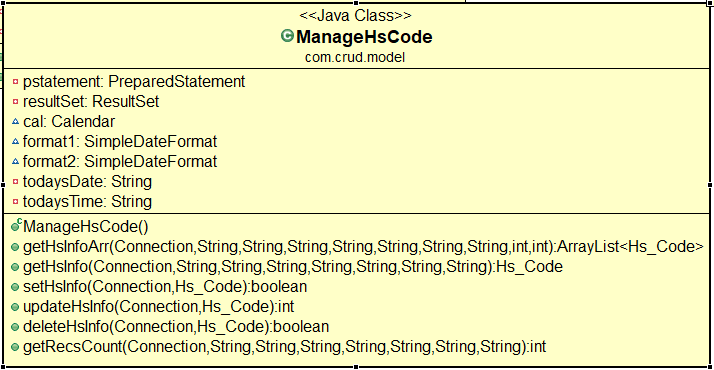 <<Java Class>>
ManageHsCode
com.crud.model
pstatement: PreparedStatement
resultSet: ResultSet
cal: Calendar
format1: SimpleDateFormat
format2: SimpleDateFormat
todaysDate: String
todaysTime: String
ManageHsCode()
getHsInfoArr(Connection,String,String,String,String,String,String,String,int,int):ArrayList<Hs_Code>
getHsInfo(Connection,String,String,String,String,String,String,String):Hs_Code
setHsInfo(Connection,Hs_Code):boolean
updateHsInfo(Connection,Hs_Code):int
deleteHsInfo(Connection,Hs_Code):boolean
getRecsCount(Connection,String,String,String,String,String,String,String):int